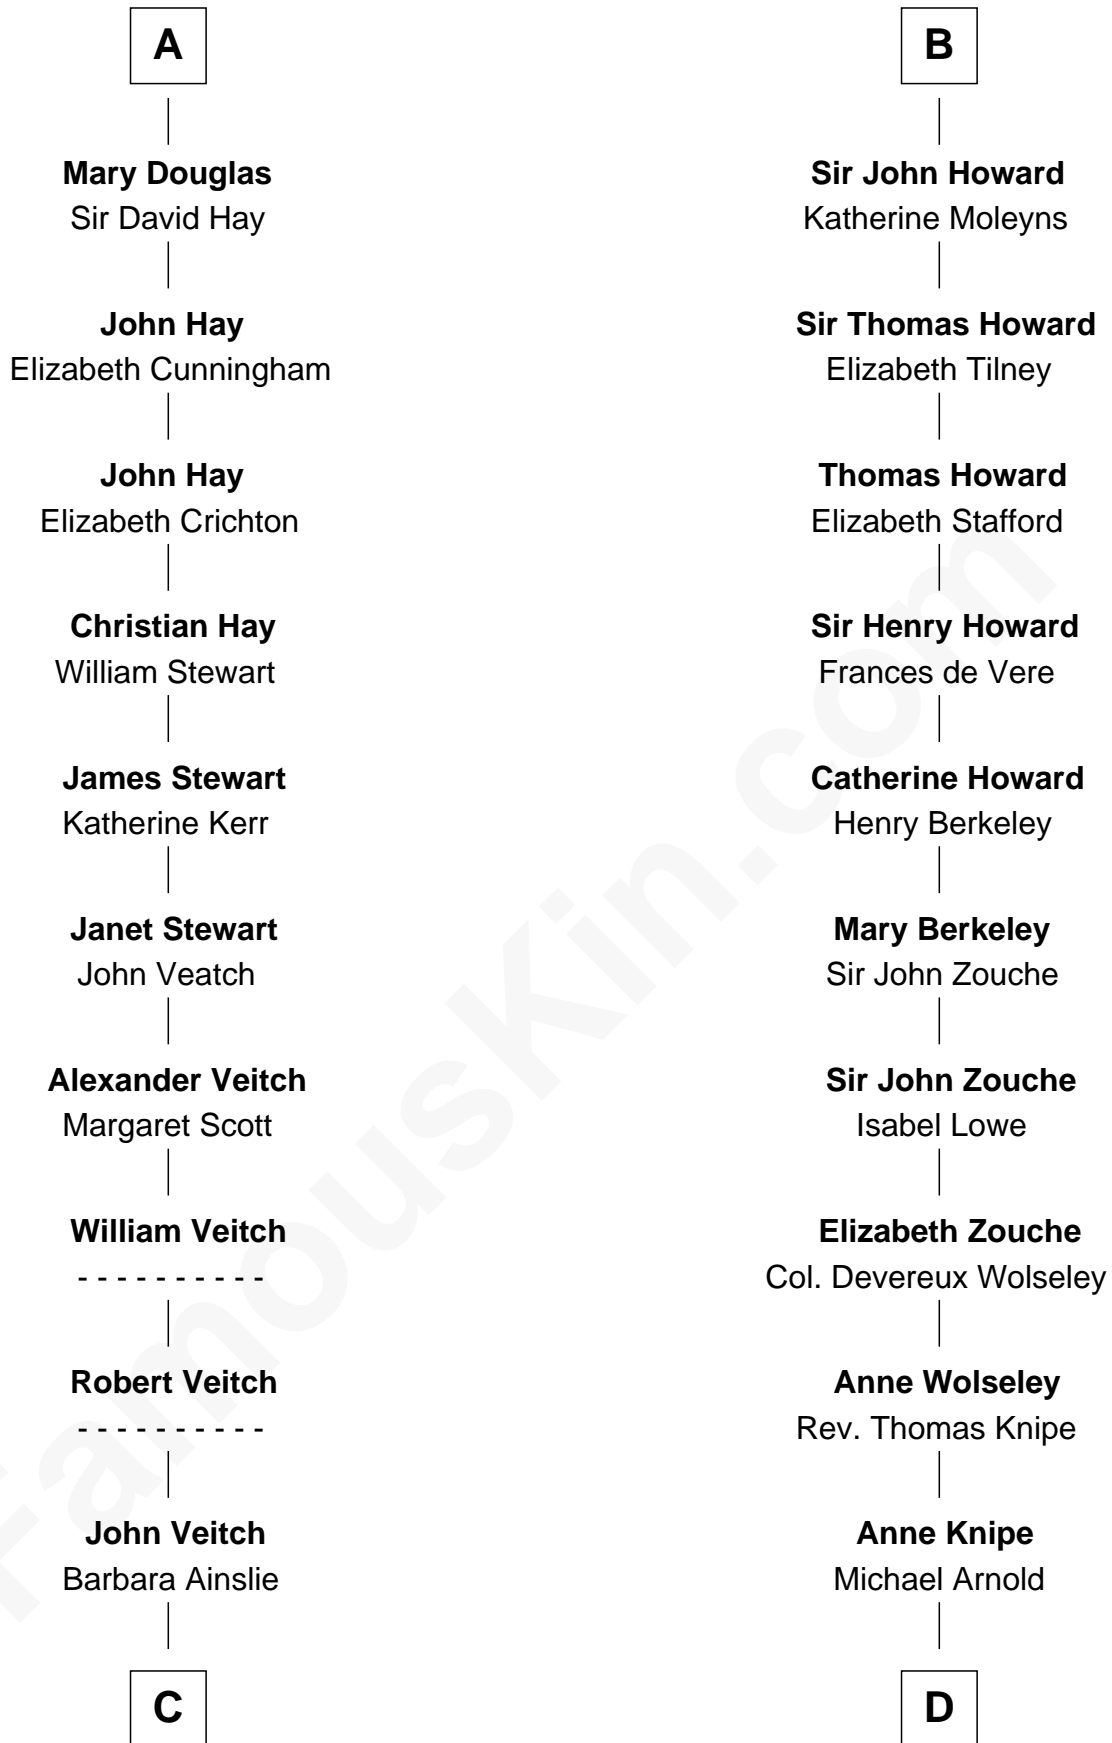 A
Mary Douglas
Sir David Hay
John Hay
Elizabeth Cunningham
John Hay
Elizabeth Crichton
Christian Hay
William Stewart
James Stewart
Katherine Kerr
Janet Stewart
John Veatch
Alexander Veitch
Margaret Scott
William Veitch
- - - - - - - - - -
Robert Veitch
- - - - - - - - - -
John Veitch
Barbara Ainslie
C
B
Sir John Howard
Katherine Moleyns
Sir Thomas Howard
Elizabeth Tilney
Thomas Howard
Elizabeth Stafford
Sir Henry Howard
Frances de Vere
Catherine Howard
Henry Berkeley
Mary Berkeley
Sir John Zouche
Sir John Zouche
Isabel Lowe
Elizabeth Zouche
Col. Devereux Wolseley
Anne Wolseley
Rev. Thomas Knipe
Anne Knipe
Michael Arnold
D
FamousKin.com